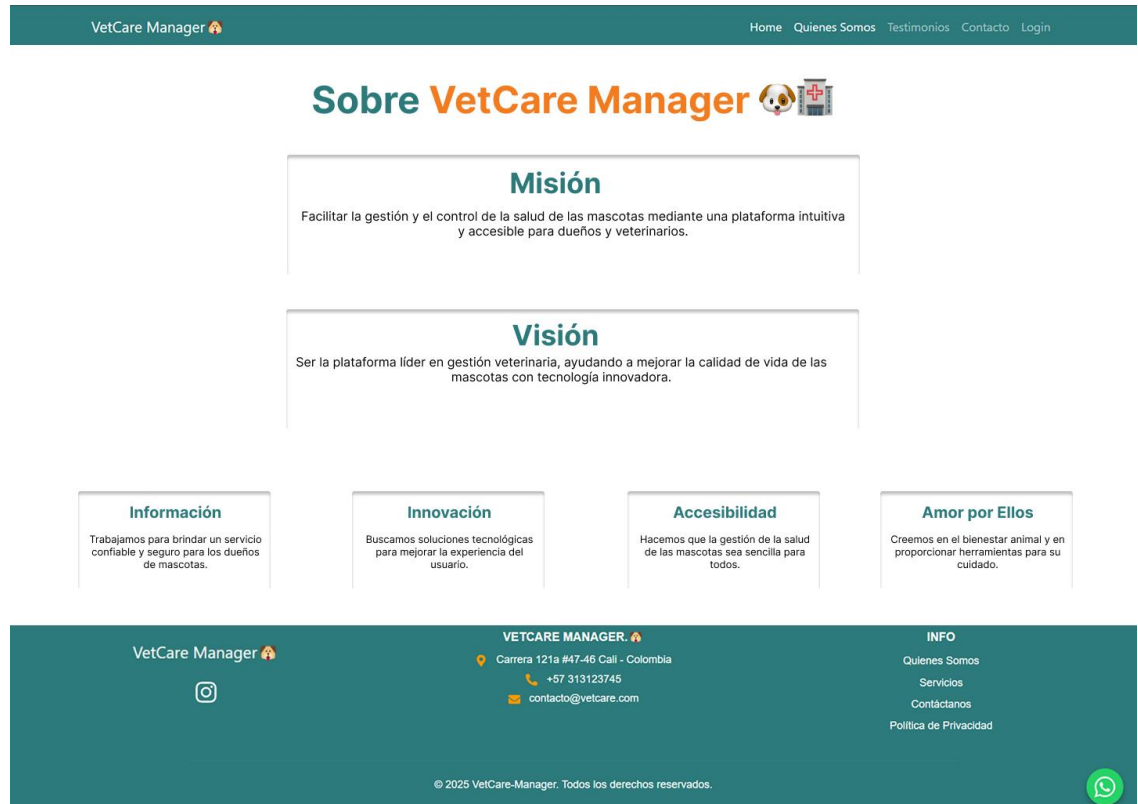 VetCare Manager
Home Quienes Somos Testimonios Contacto Login
Sobre VetCare Manager
Misión
Facilitar la gestión y el control de la salud de las mascotas mediante una plataforma intuitiva
y accesible para dueños y veterinarios.
Visión
Ser la plataforma líder en gestión veterinaria, ayudando a mejorar la calidad de vida de las
mascotas con tecnología innovadora.
Información
Trabajamos para brindar un servicio
confiable y seguro para los dueños
de mascotas.
Innovación
Buscamos soluciones tecnológicas
para mejorar la experiencia del
usuario.
Accesibilidad
Hacemos que la gestión de la salud
de las mascotas sea sencilla para
todos.
Amor por Ellos
Creemos en el bienestar animal y en
proporcionar herramientas para su
cuidado.
VetCare Manager
VETCARE MANAGER.
Carrera 121a #47-46 Cali - Colombia
+57 313123745
contacto@vetcare.com
INFO
Quienes Somos
Servicios
Contáctanos
Política de Privacidad
© 2025 VetCare-Manager. Todos los derechos reservados.